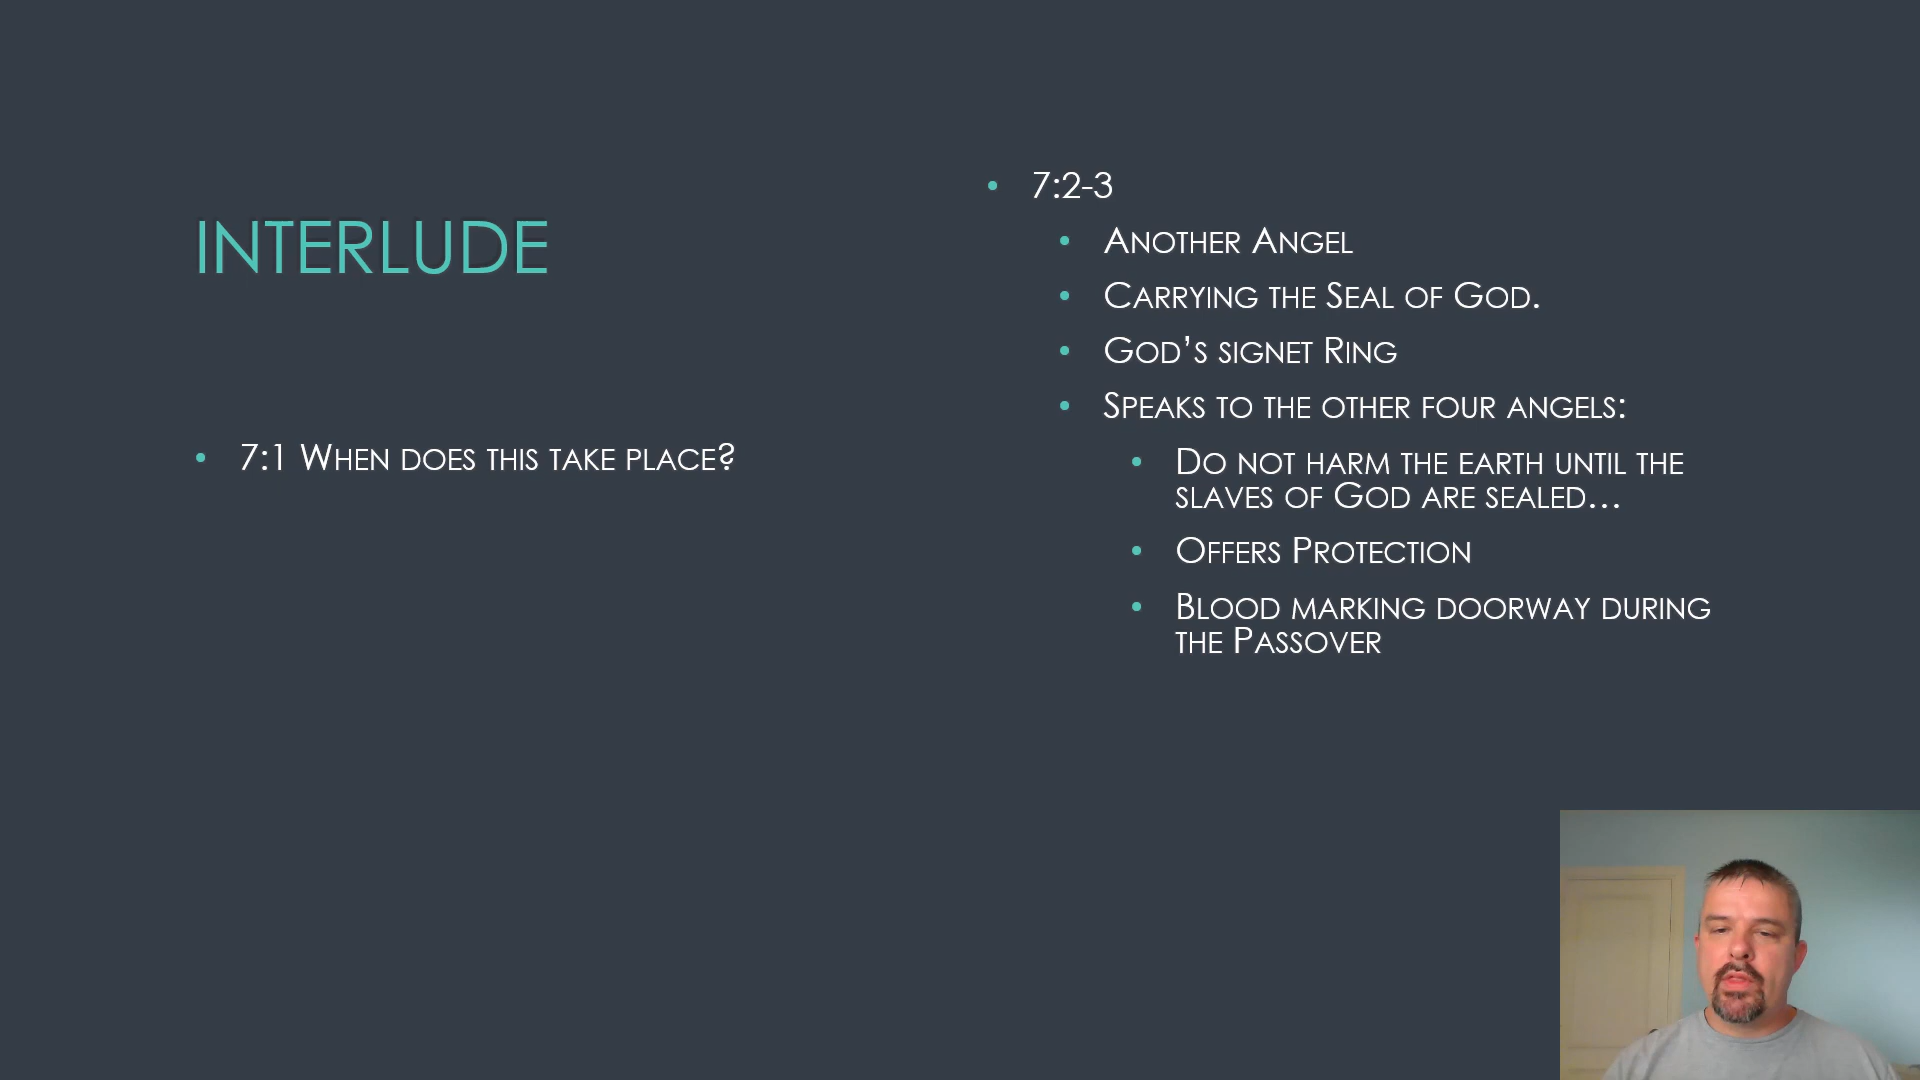 INTERLUDE
7:1 When does this take place?
7:2-3
Another Angel
Carrying the Seal of God.
God’s signet Ring
Speaks to the other four angels:
Do not harm the earth until the
slaves of God are sealed…
Offers Protection
Blood marking doorway during
the Passover